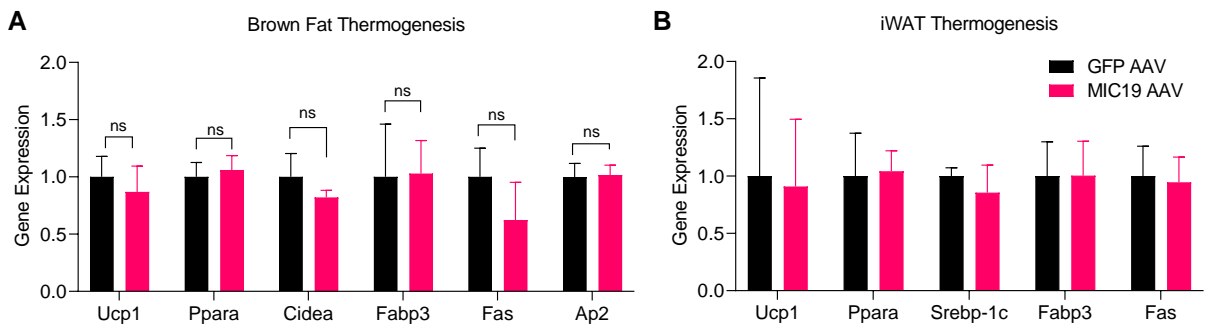 A
Brown Fat Thermogenesis
Gene Expression
2.0
1.5
1.0
0.5
0.0
ns
ns
ns
ns
ns
ns
Ucp1
Ppara
Cidea
Fabp3
Fas
Ap2
B
iWAT Thermogenesis
GFP AAV
MIC19 AAV
Gene Expression
2.0
1.5
1.0
0.5
0.0
Ucp1
Ppara
Srebp-1c
Fabp3
Fas